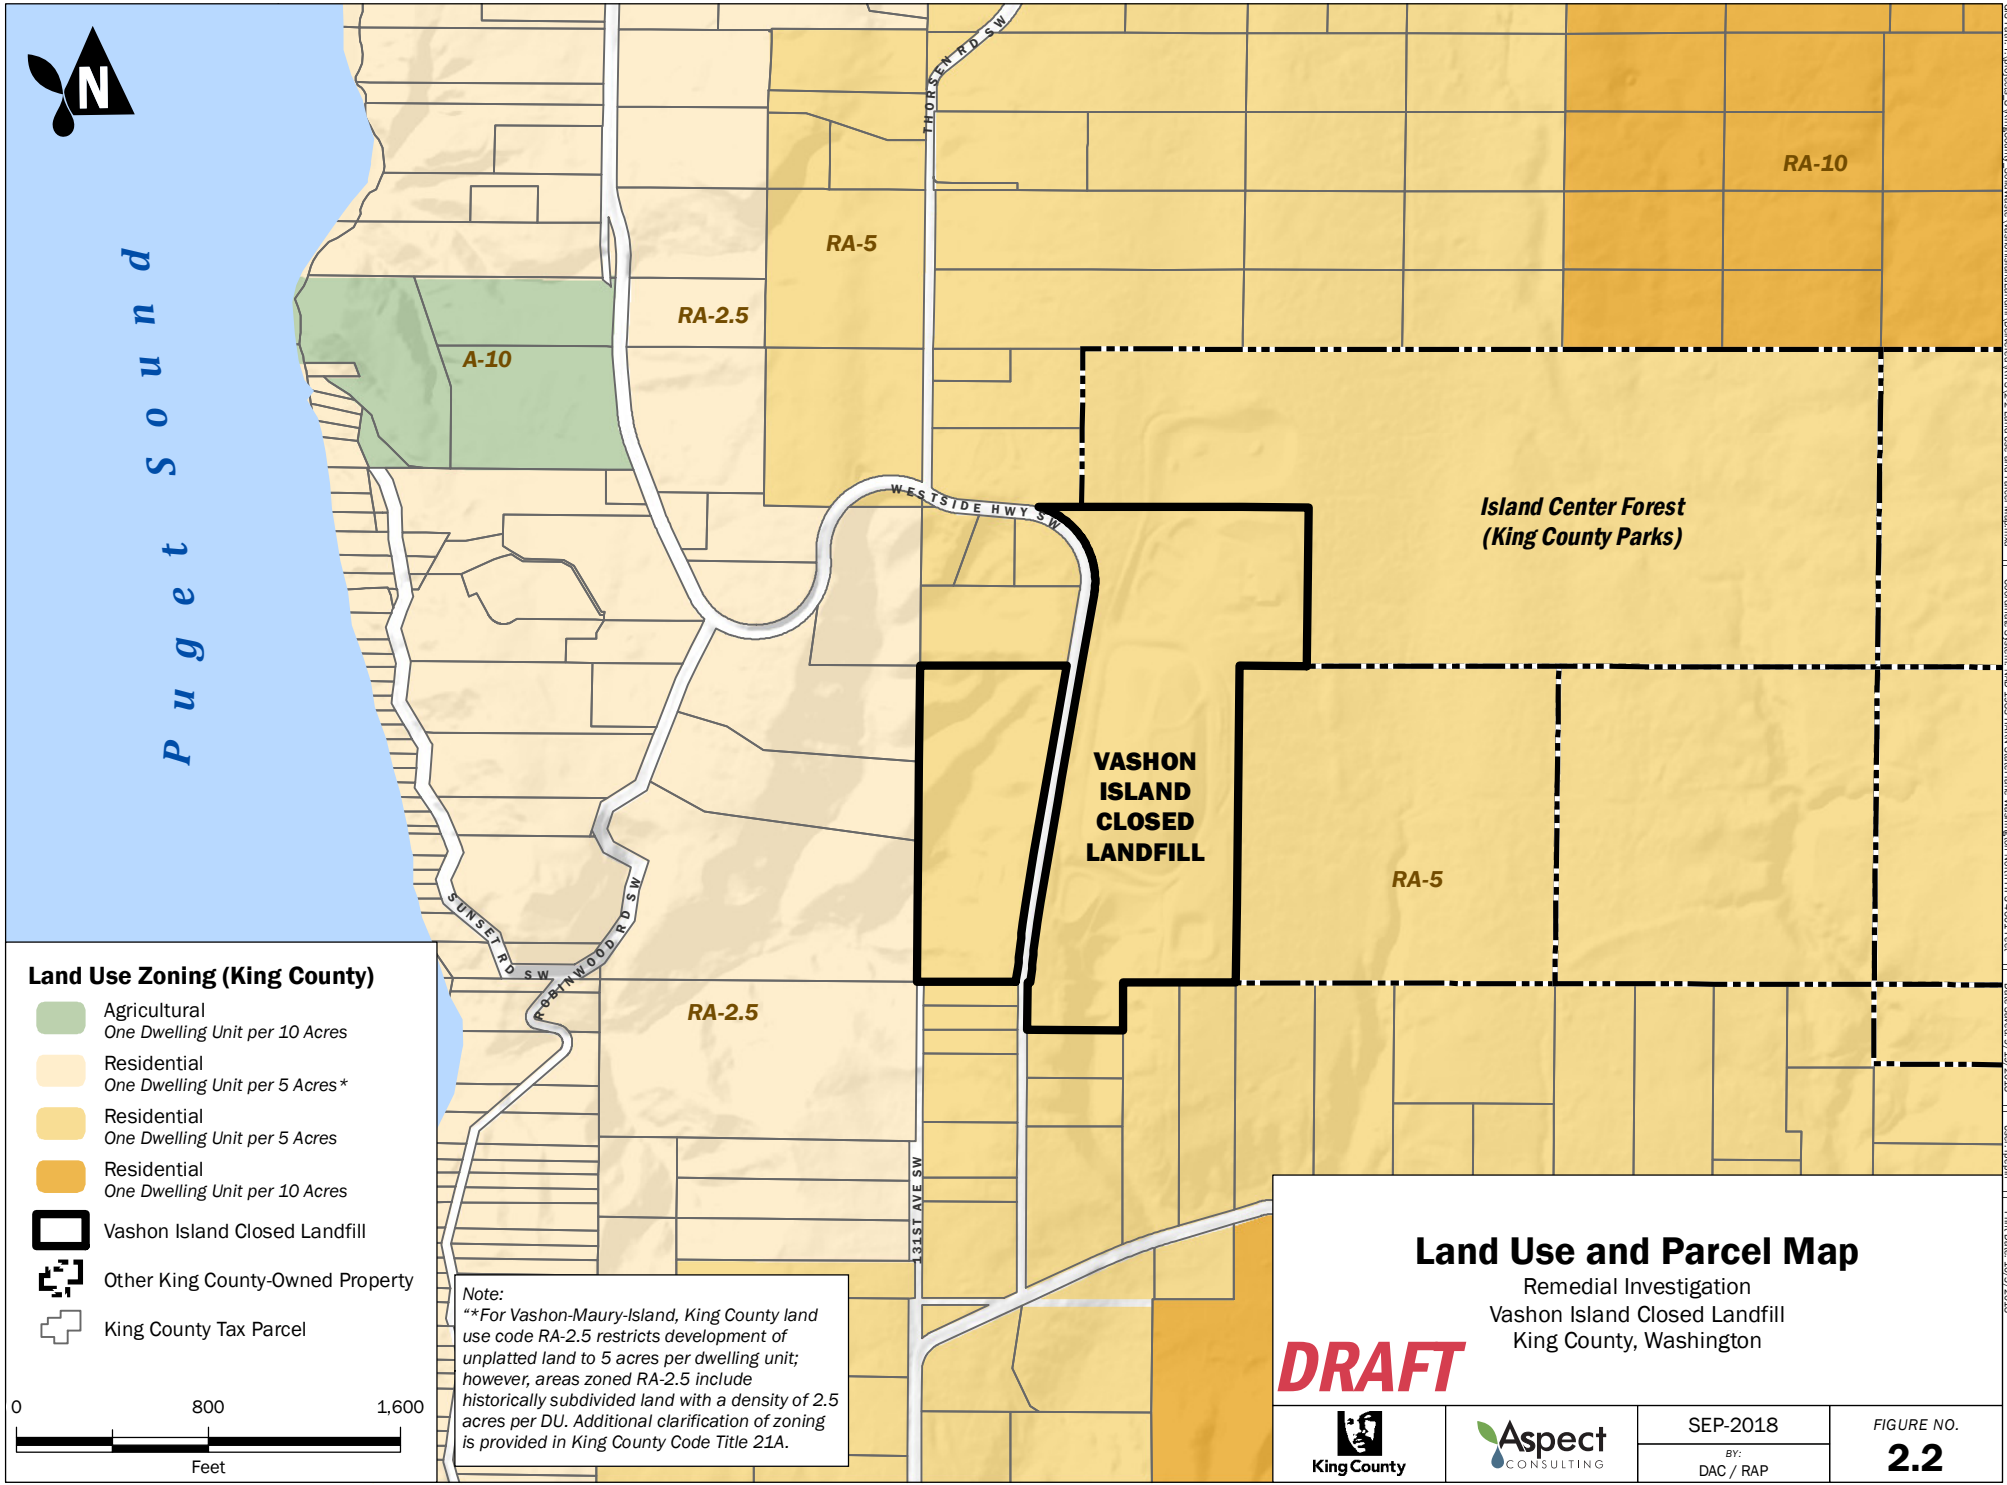 N
THORSEN RD SW
RA-10
RA-5
RA-2.5
A-10
Puget Sound
WESTSIDE HWY SW
Island Center Forest
(King County Parks)
VASHON
ISLAND
CLOSED
LANDFILL
RA-5
SUNSET RD SW
ROBINWOOD RD SW
RA-2.5
131ST AVE SW
Land Use Zoning (King County)
Agricultural
One Dwelling Unit per 10 Acres
Residential
One Dwelling Unit per 5 Acres*
Residential
One Dwelling Unit per 5 Acres
Residential
One Dwelling Unit per 10 Acres
Vashon Island Closed Landfill
Other King County-Owned Property
King County Tax Parcel
0 800 1,600
Feet
Note:
“*For Vashon-Maury-Island, King County land
use code RA-2.5 restricts development of
unplatted land to 5 acres per dwelling unit;
however, areas zoned RA-2.5 include
historically subdivided land with a density of 2.5
acres per DU. Additional clarification of zoning
is provided in King County Code Title 21A.
Land Use and Parcel Map
Remedial Investigation
Vashon Island Closed Landfill
King County, Washington
DRAFT
King County
Aspect
CONSULTING
SEP-2018
BY:
DAC / RAP
FIGURE NO.
2.2